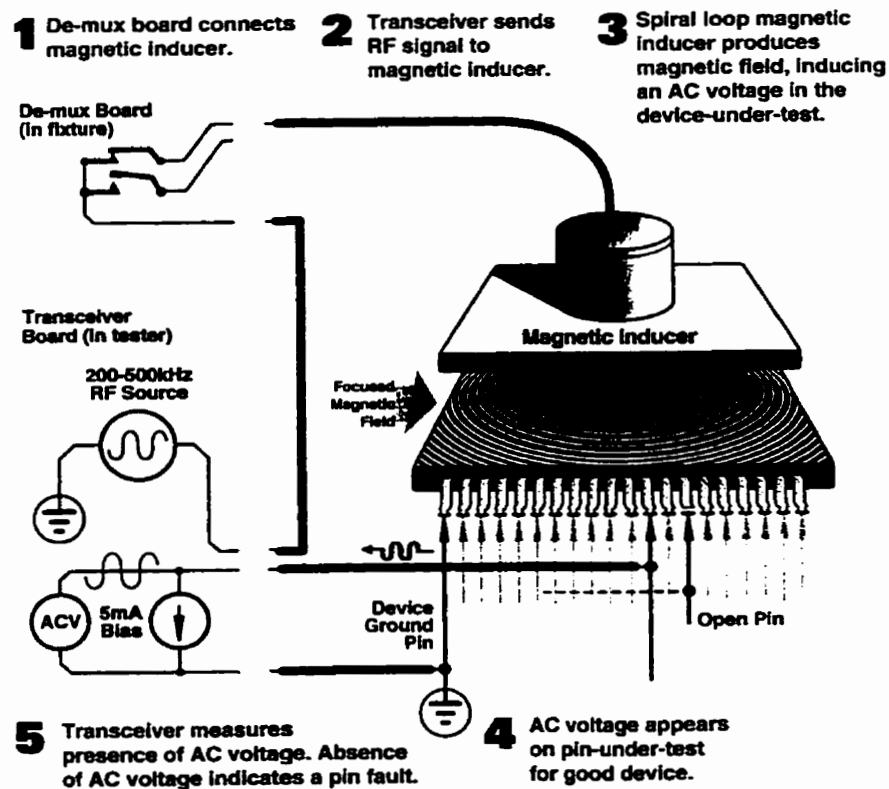 1 De-mux board connects
magnetic inducer.
2 Transceiver sends
RF signal to
magnetic inducer.
3 Spiral loop magnetic
inducer produces
magnetic field, inducing
an AC voltage in the
device-under-test.
De-mux Board
(in fixture)
Magnetic Inducer
Transceiver
Board (in tester)
200-500kHz
RF Source
Focused
Magnetic
Field
ACV
5mA
Bias
Device
Ground
Pin
Open Pin
5 Transceiver measures
presence of AC voltage. Absence
of AC voltage indicates a pin fault.
4 AC voltage appears
on pin-under-test
for good device.